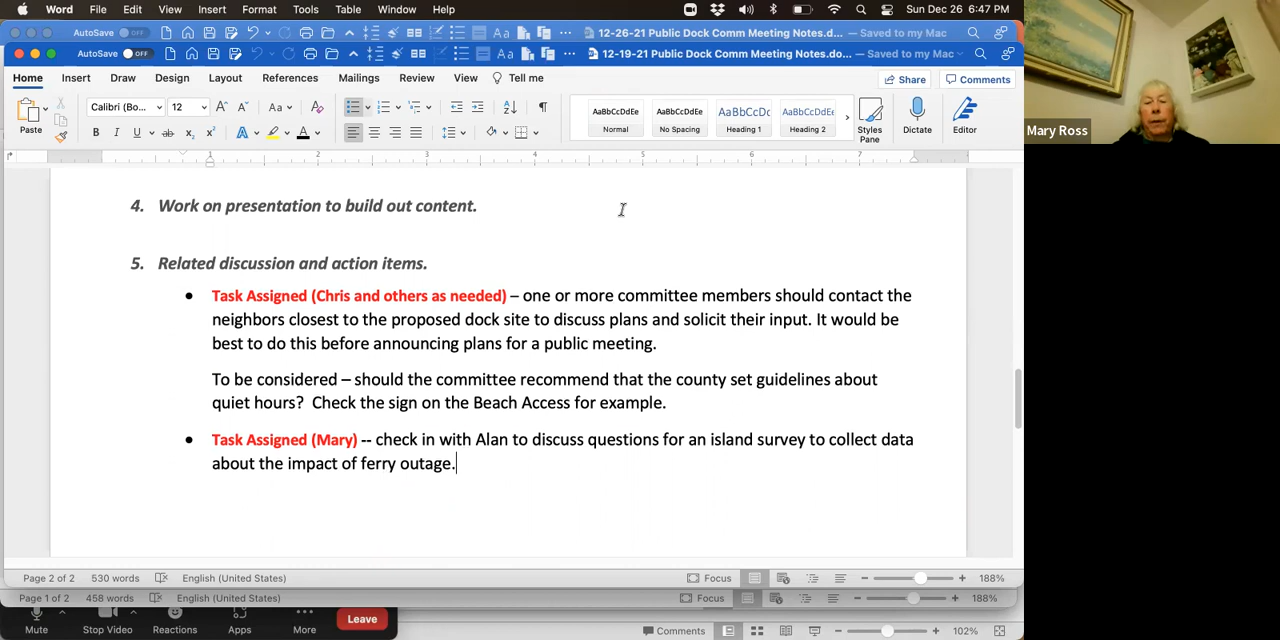 Word File Edit View Insert Format Tools Table Window Help Sun Dec 26 6:47 PM
AutoSave OFF 12-26-21 Public Dock Comm Meeting Notes.do... — Saved to my Mac
AutoSave OFF 12-19-21 Public Dock Comm Meeting Notes.do... — Saved to my Mac
Home Insert Draw Design Layout References Mailings Review View Tell me Share Comments
Paste Calibri (Bo... 12 Aa
AaBbCcDdEe AaBbCcDdEe AaBbCcDc AaBbCcDdEe
Normal No Spacing Heading 1 Heading 2 Styles Pane Dictate Editor
1 2 3 4 5 6 7
Mary Ross
4. Work on presentation to build out content.
5. Related discussion and action items.
• Task Assigned (Chris and others as needed) – one or more committee members should contact the
neighbors closest to the proposed dock site to discuss plans and solicit their input. It would be
best to do this before announcing plans for a public meeting.
To be considered – should the committee recommend that the county set guidelines about
quiet hours? Check the sign on the Beach Access for example.
• Task Assigned (Mary) -- check in with Alan to discuss questions for an island survey to collect data
about the impact of ferry outage.
Page 2 of 2 530 words English (United States) Focus 188%
Page 1 of 2 458 words English (United States) Focus 188%
Mute Stop Video Reactions Apps More Leave Comments 102%